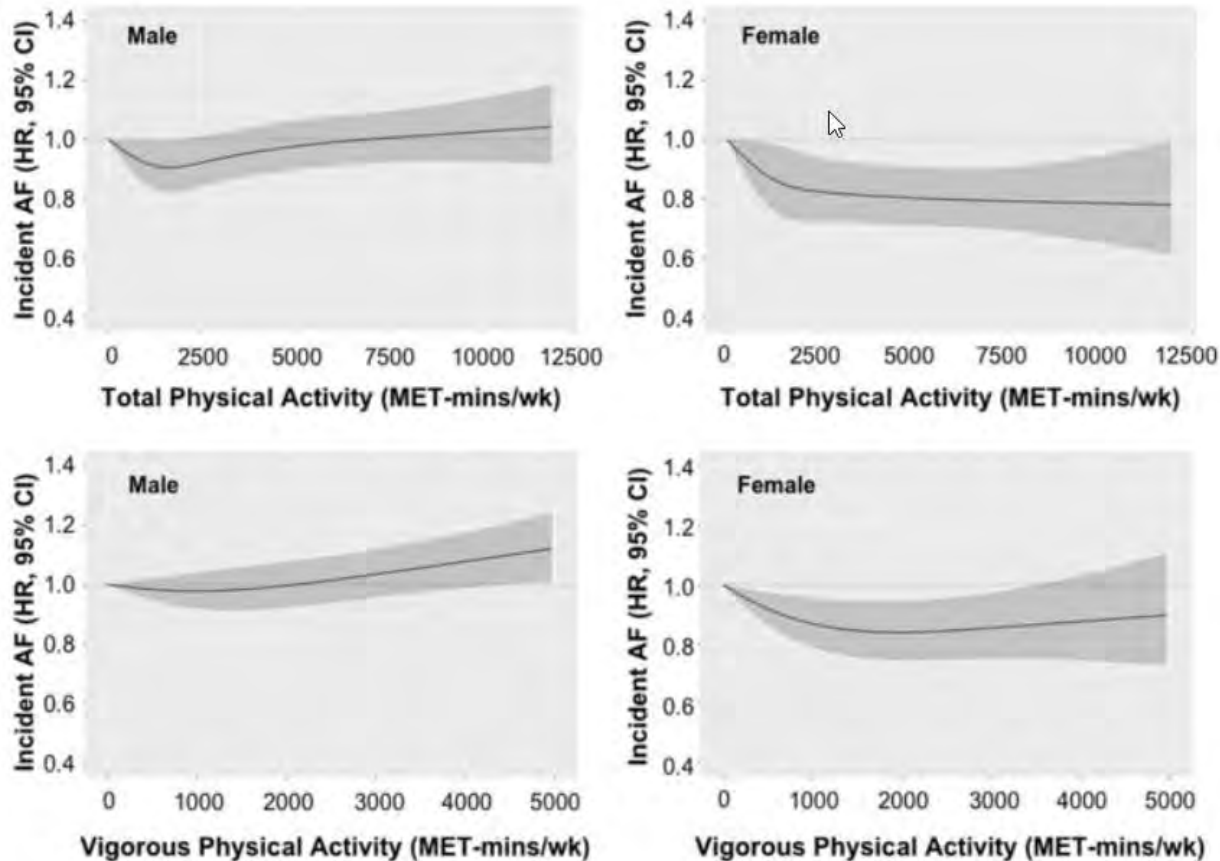 Male
Incident AF (HR, 95% CI)
1.4
1.2
1.0
0.8
0.6
0.4
0 2500 5000 7500 10000 12500
Total Physical Activity (MET-mins/wk)
Female
Incident AF (HR, 95% CI)
1.4
1.2
1.0
0.8
0.6
0.4
0 2500 5000 7500 10000 12500
Total Physical Activity (MET-mins/wk)
Male
Incident AF (HR, 95% CI)
1.4
1.2
1.0
0.8
0.6
0.4
0 1000 2000 3000 4000 5000
Vigorous Physical Activity (MET-mins/wk)
Female
Incident AF (HR, 95% CI)
1.4
1.2
1.0
0.8
0.6
0.4
0 1000 2000 3000 4000 5000
Vigorous Physical Activity (MET-mins/wk)